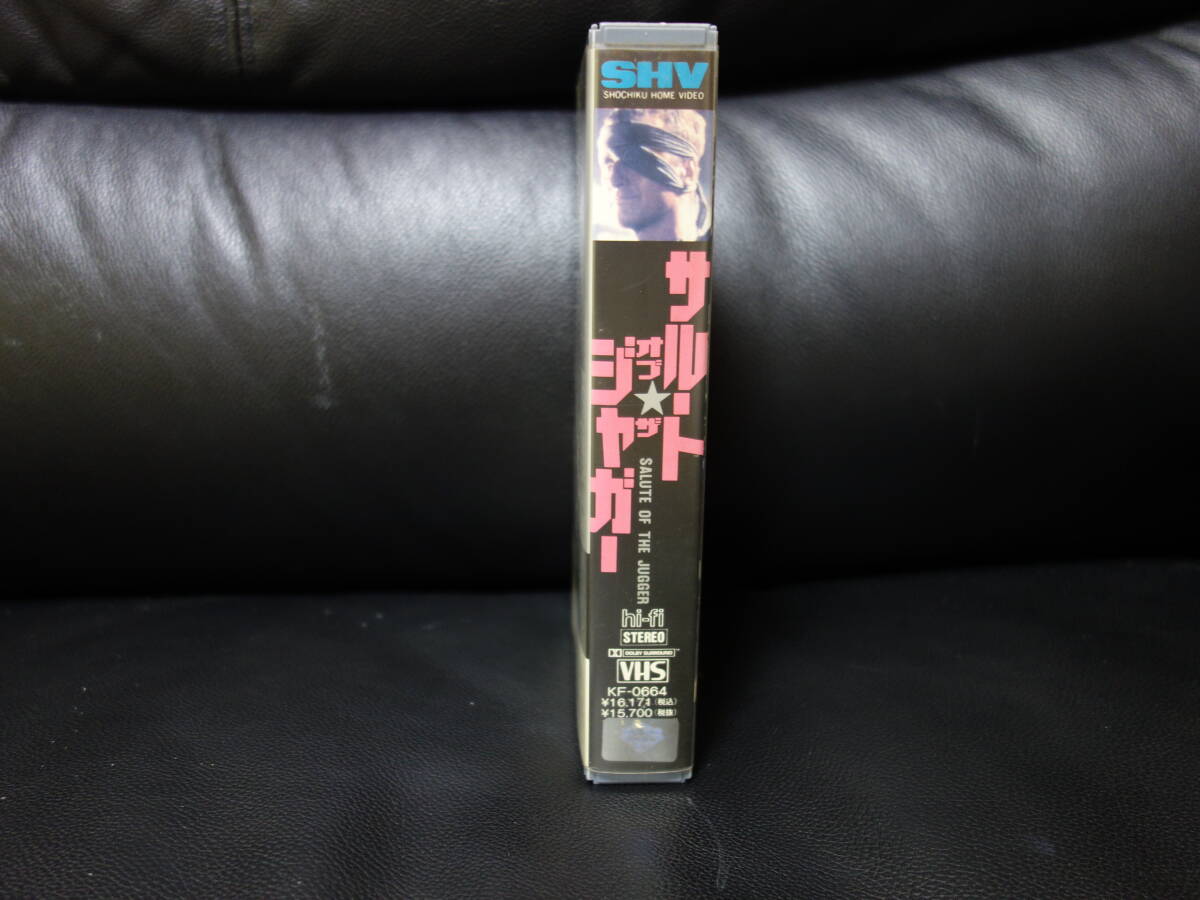 SHV
SHOCHIKU HOME VIDEO
サルート
オブ★ザ
ジャガー
SALUTE OF THE JUGGER
hi-fi
STEREO
DOLBY SURROUND™
VHS
KF-0664
¥16,171(税込)
¥15,700(税抜)